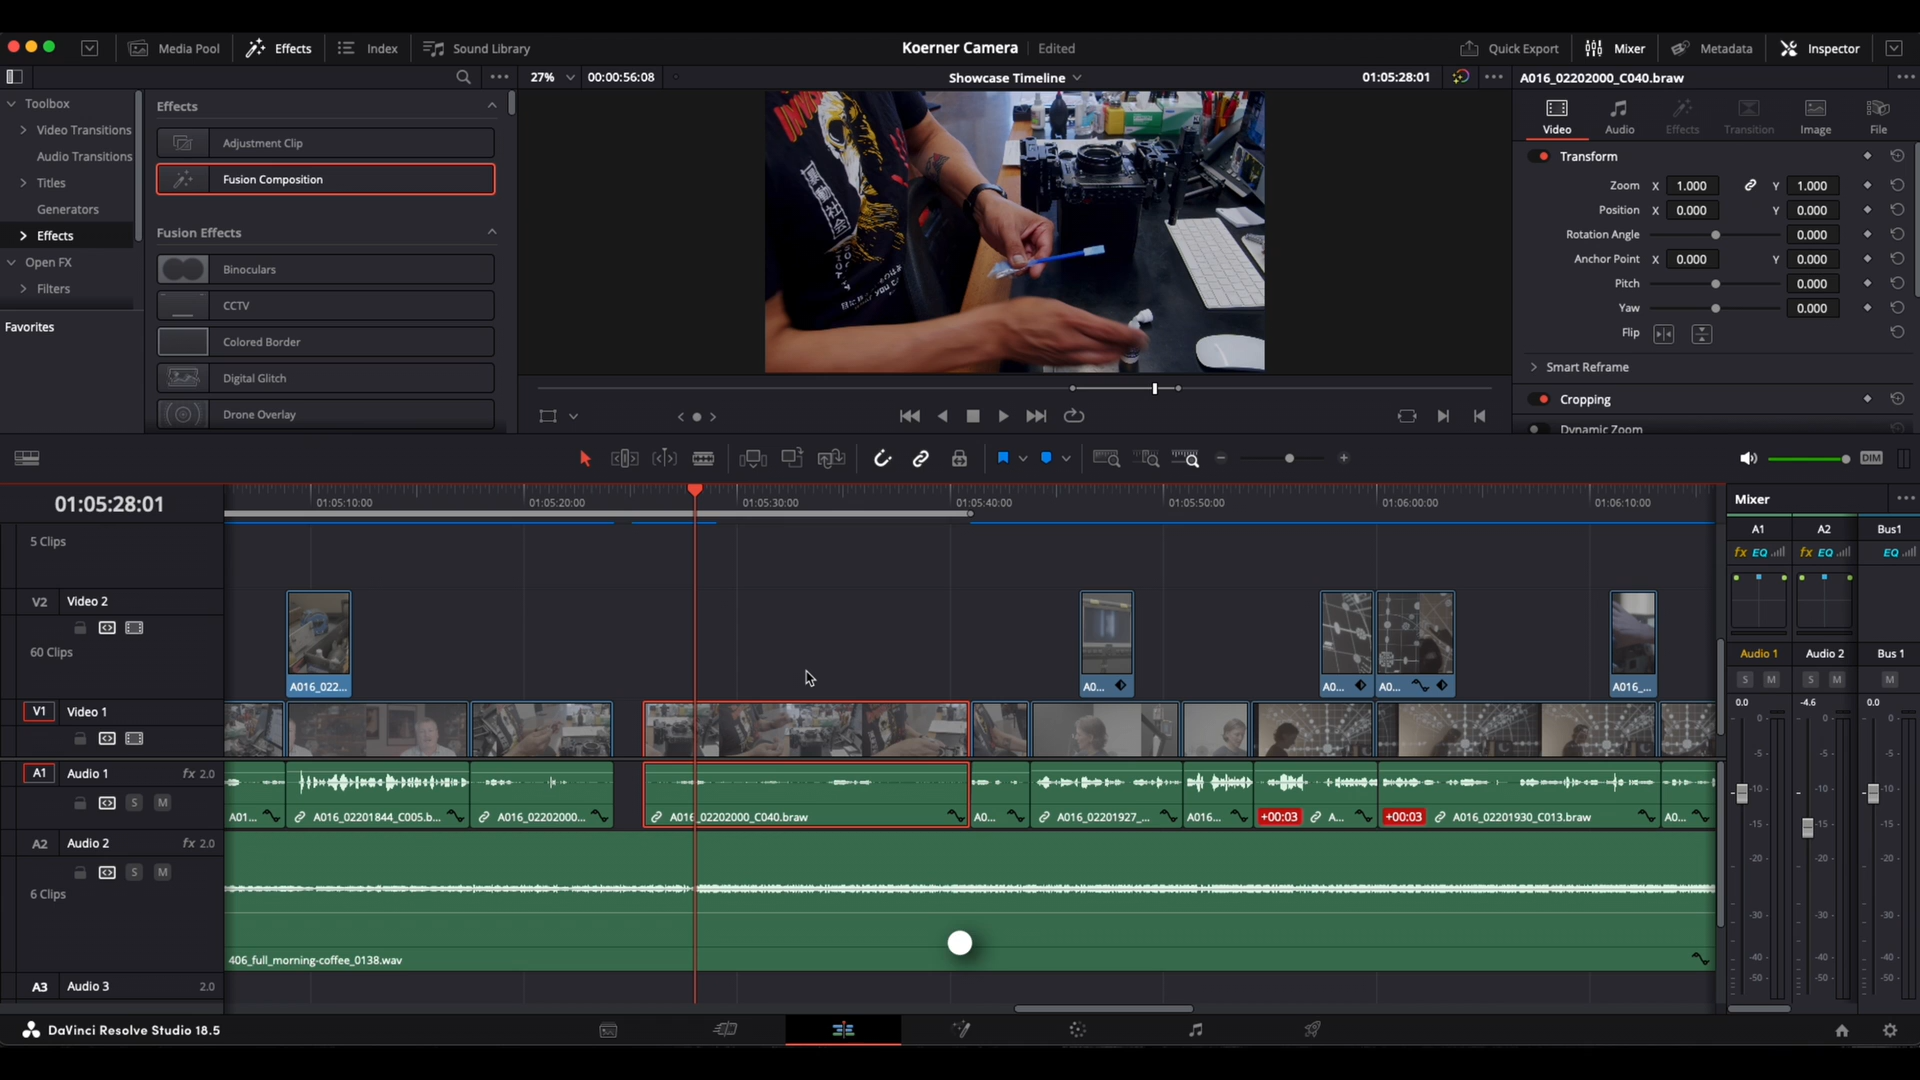 Media Pool
Effects
Index
Sound Library
Koerner Camera
Edited
Quick Export
Mixer
Metadata
Inspector
27%
00:00:56:08
Showcase Timeline
01:05:28:01
A016_02202000_C040.braw
Toolbox
Video Transitions
Audio Transitions
Titles
Generators
Effects
Open FX
Filters
Favorites
Effects
Adjustment Clip
Fusion Composition
Fusion Effects
Binoculars
CCTV
Colored Border
Digital Glitch
Drone Overlay
Video
Audio
Effects
Transition
Image
File
Transform
Zoom X 1.000 Y 1.000
Position X 0.000 Y 0.000
Rotation Angle 0.000
Anchor Point X 0.000 Y 0.000
Pitch 0.000
Yaw 0.000
Flip
Smart Reframe
Cropping
Dynamic Zoom
DIM
01:05:28:01
01:05:10:00
01:05:20:00
01:05:30:00
01:05:40:00
01:05:50:00
01:06:00:00
01:06:10:00
5 Clips
V2 Video 2
60 Clips
A016_022...
A0...
A0...
A0...
A016_...
V1 Video 1
A1 Audio 1 fx 2.0
S M
A01...
A016_02201844_C005.b...
A016_02202000...
A016_02202000_C040.braw
A0...
A016_02201927_...
A016...
+00:03 A...
+00:03 A016_02201930_C013.braw
A0...
A2 Audio 2 fx 2.0
S M
6 Clips
406_full_morning-coffee_0138.wav
A3 Audio 3 2.0
Mixer
A1 A2 Bus1
fx EQ fx EQ EQ
Audio 1 Audio 2 Bus 1
S M S M M
0.0 -4.6 0.0
0 0 0
-5 -5 -5
-10 -10 -10
-15 -15 -15
-20 -20 -20
-30 -30 -30
-40 -40 -40
-50 -50 -50
DaVinci Resolve Studio 18.5